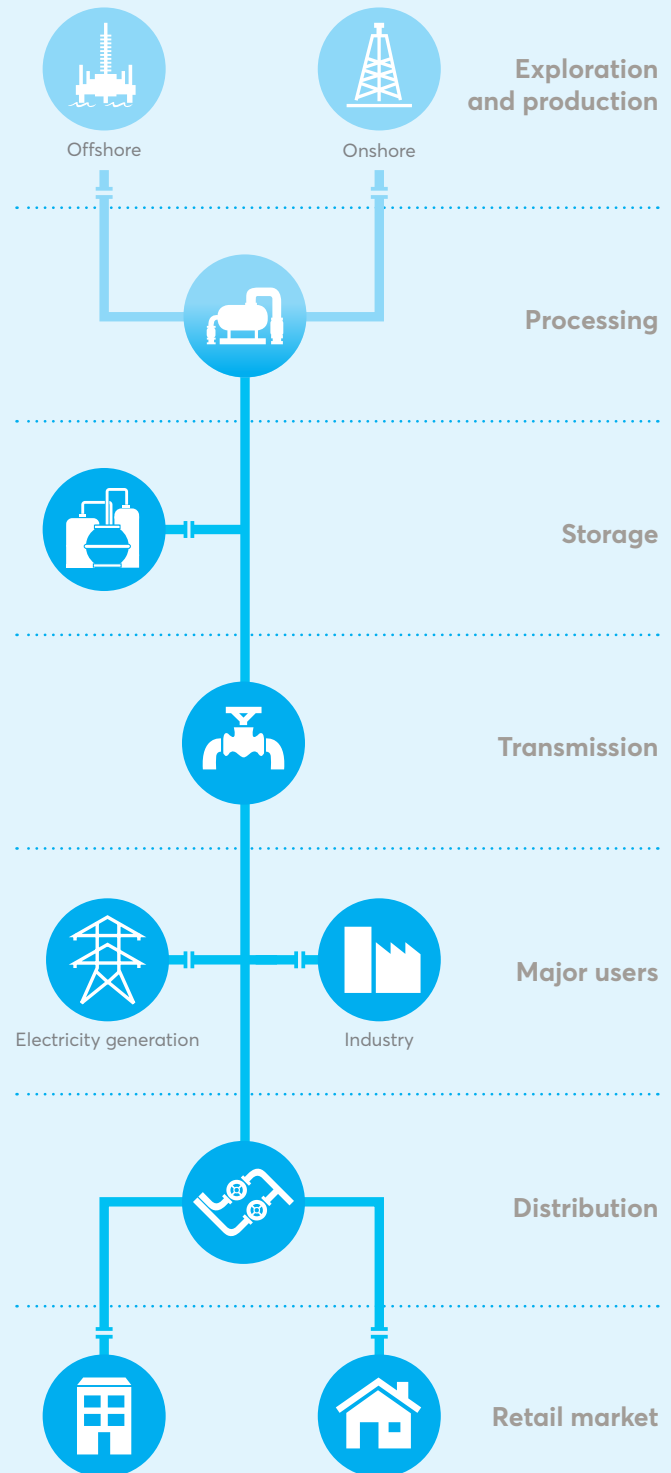 Exploration
and production
Offshore
Onshore
Processing
Storage
Transmission
Major users
Electricity generation
Industry
Distribution
Retail market